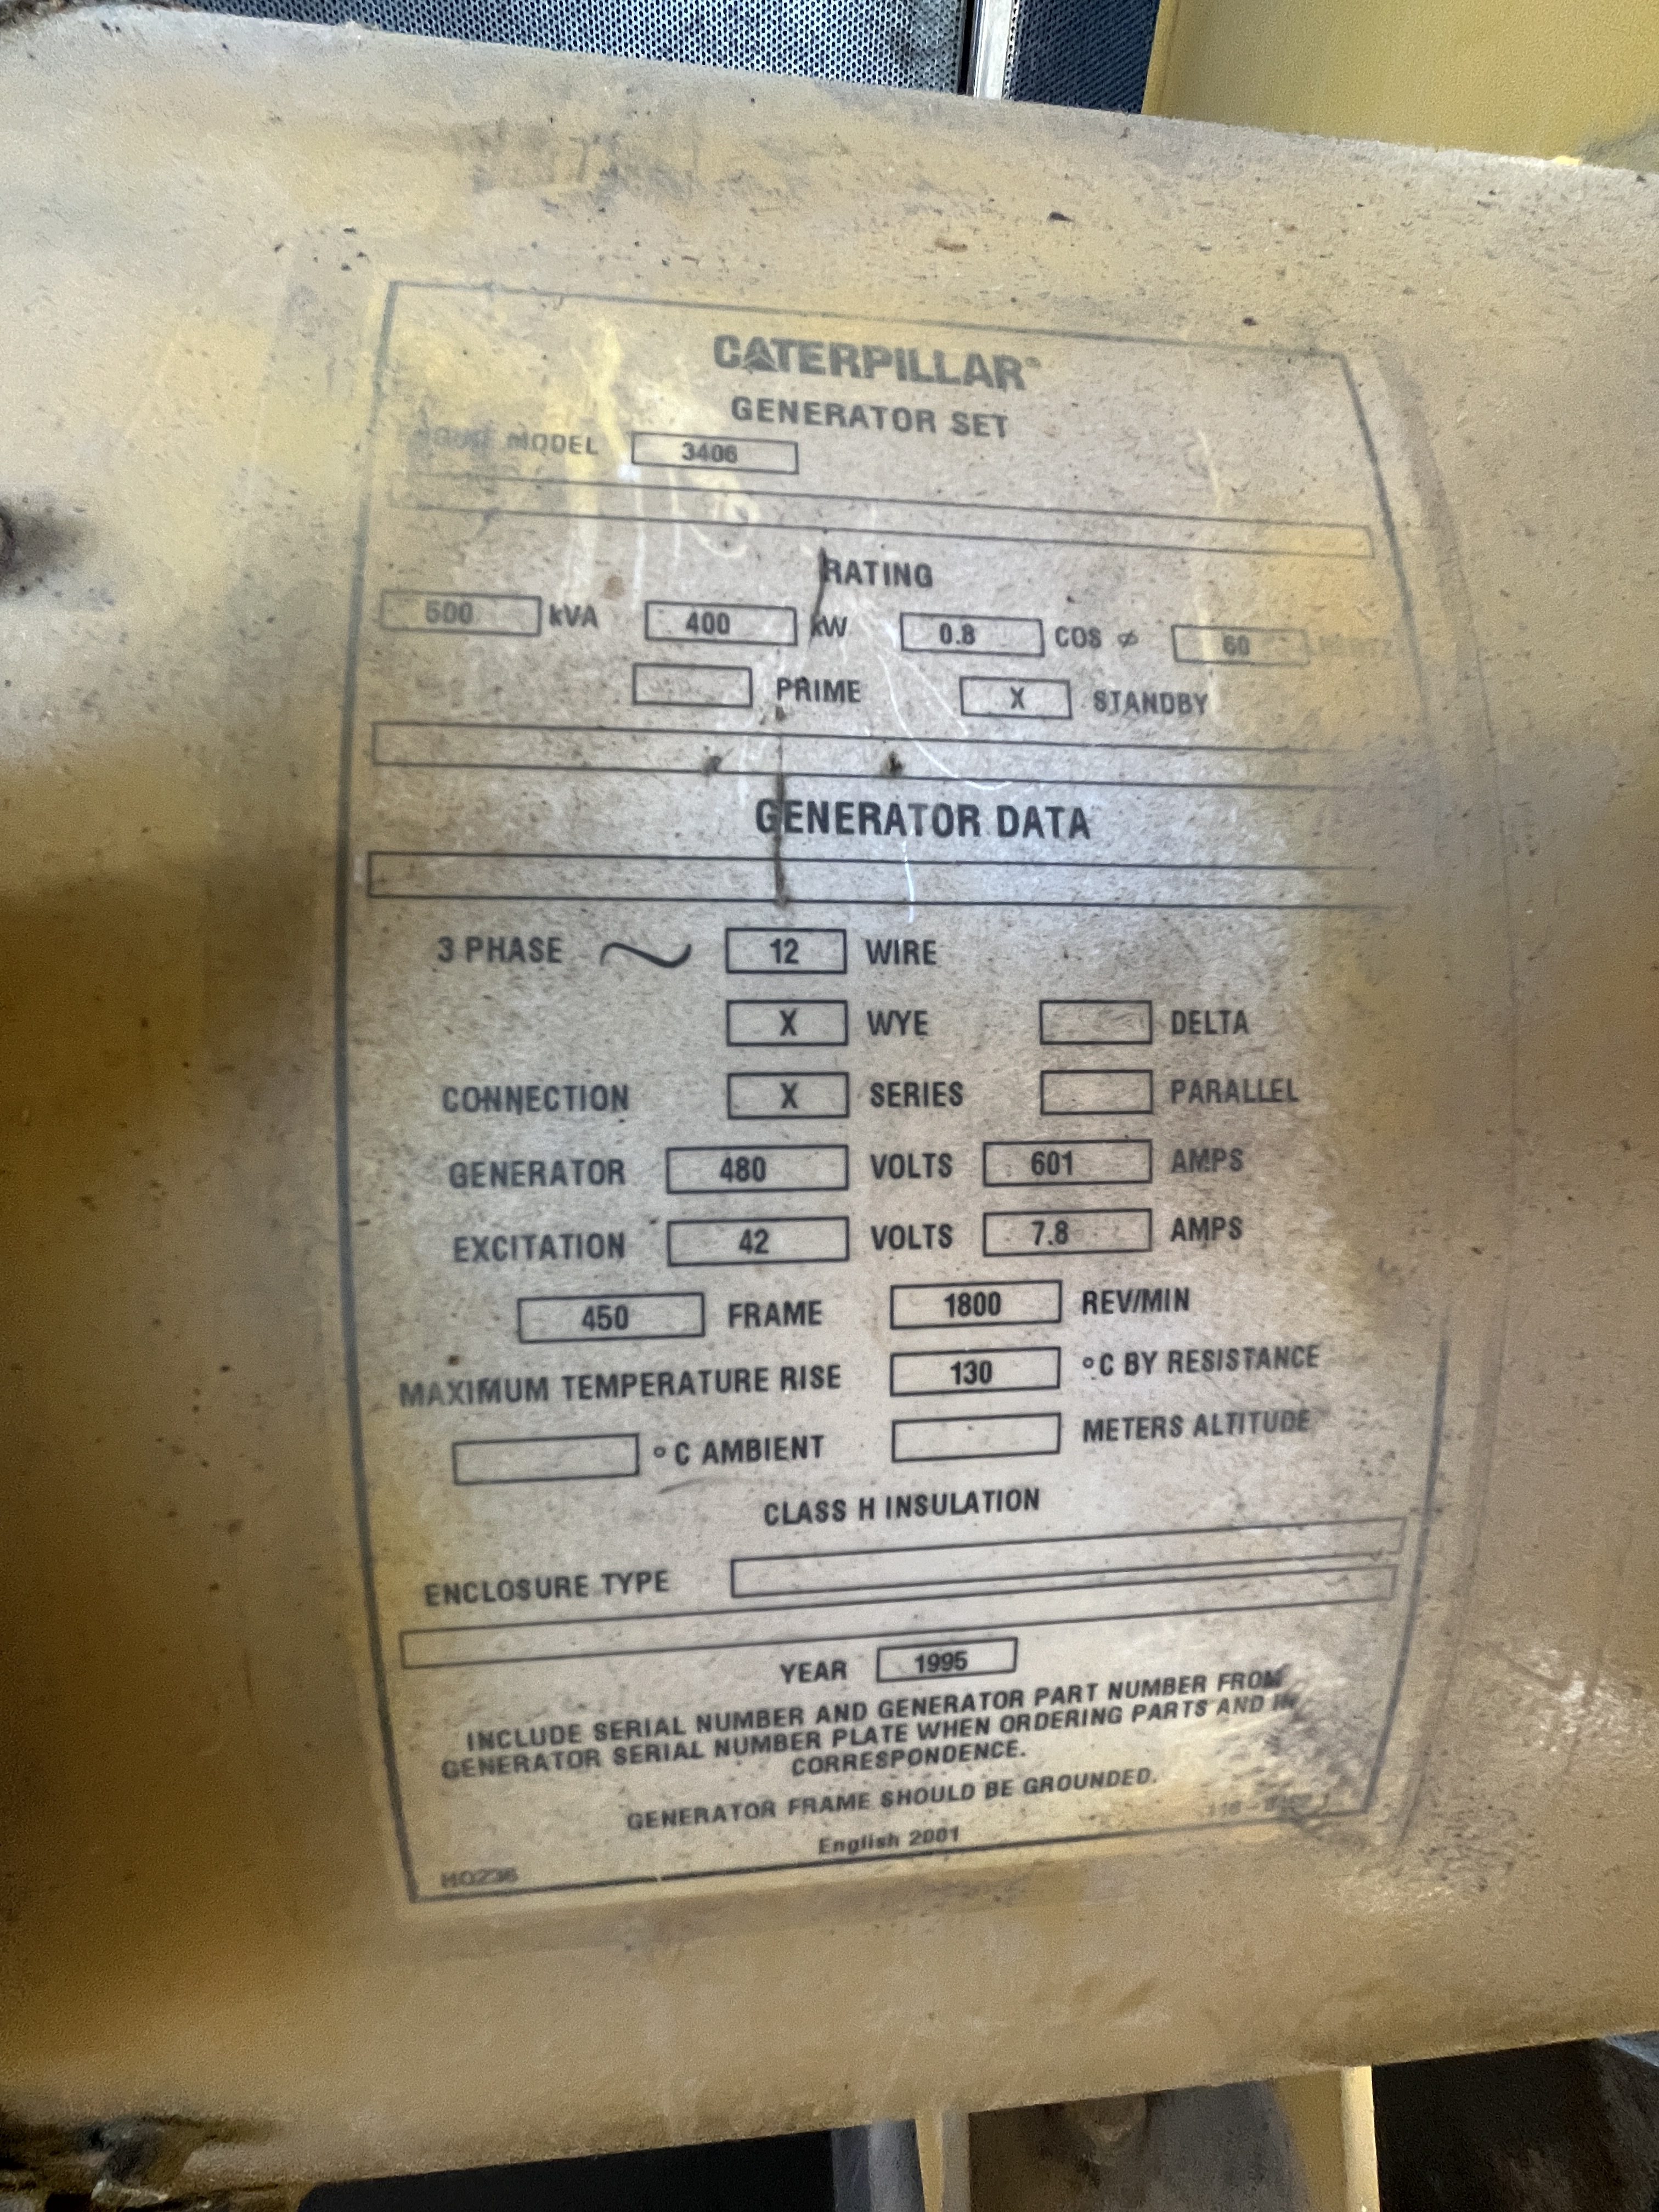 CATERPILLAR®
GENERATOR SET
MODEL 3406
RATING
500 kVA 400 kW 0.8 COS ø 60 HERTZ
PRIME X STANDBY
GENERATOR DATA
3 PHASE ~ 12 WIRE
X WYE DELTA
CONNECTION X SERIES PARALLEL
GENERATOR 480 VOLTS 601 AMPS
EXCITATION 42 VOLTS 7.8 AMPS
450 FRAME 1800 REV/MIN
MAXIMUM TEMPERATURE RISE 130 °C BY RESISTANCE
°C AMBIENT METERS ALTITUDE
CLASS H INSULATION
ENCLOSURE TYPE
YEAR 1995
INCLUDE SERIAL NUMBER AND GENERATOR PART NUMBER FROM
GENERATOR SERIAL NUMBER PLATE WHEN ORDERING PARTS AND IN
CORRESPONDENCE.
GENERATOR FRAME SHOULD BE GROUNDED.
English 2001